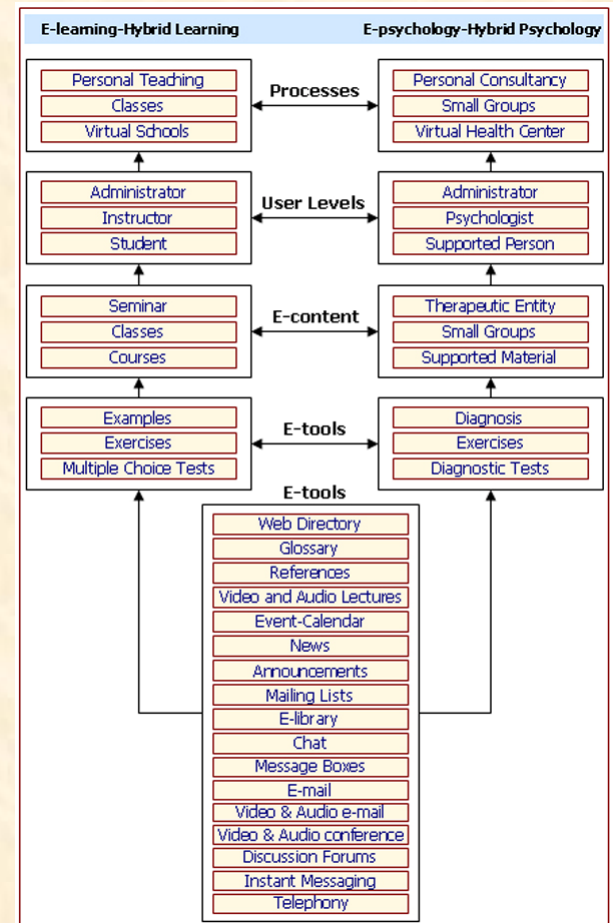 E-learning-Hybrid Learning
E-psychology-Hybrid Psychology
Personal Teaching
Classes
Virtual Schools
Processes
Personal Consultancy
Small Groups
Virtual Health Center
Administrator
Instructor
Student
User Levels
Administrator
Psychologist
Supported Person
Seminar
Classes
Courses
E-content
Therapeutic Entity
Small Groups
Supported Material
Examples
Exercises
Multiple Choice Tests
E-tools
Diagnosis
Exercises
Diagnostic Tests
E-tools
Web Directory
Glossary
References
Video and Audio Lectures
Event-Calendar
News
Announcements
Mailing Lists
E-library
Chat
Message Boxes
E-mail
Video & Audio e-mail
Video & Audio conference
Discussion Forums
Instant Messaging
Telephony